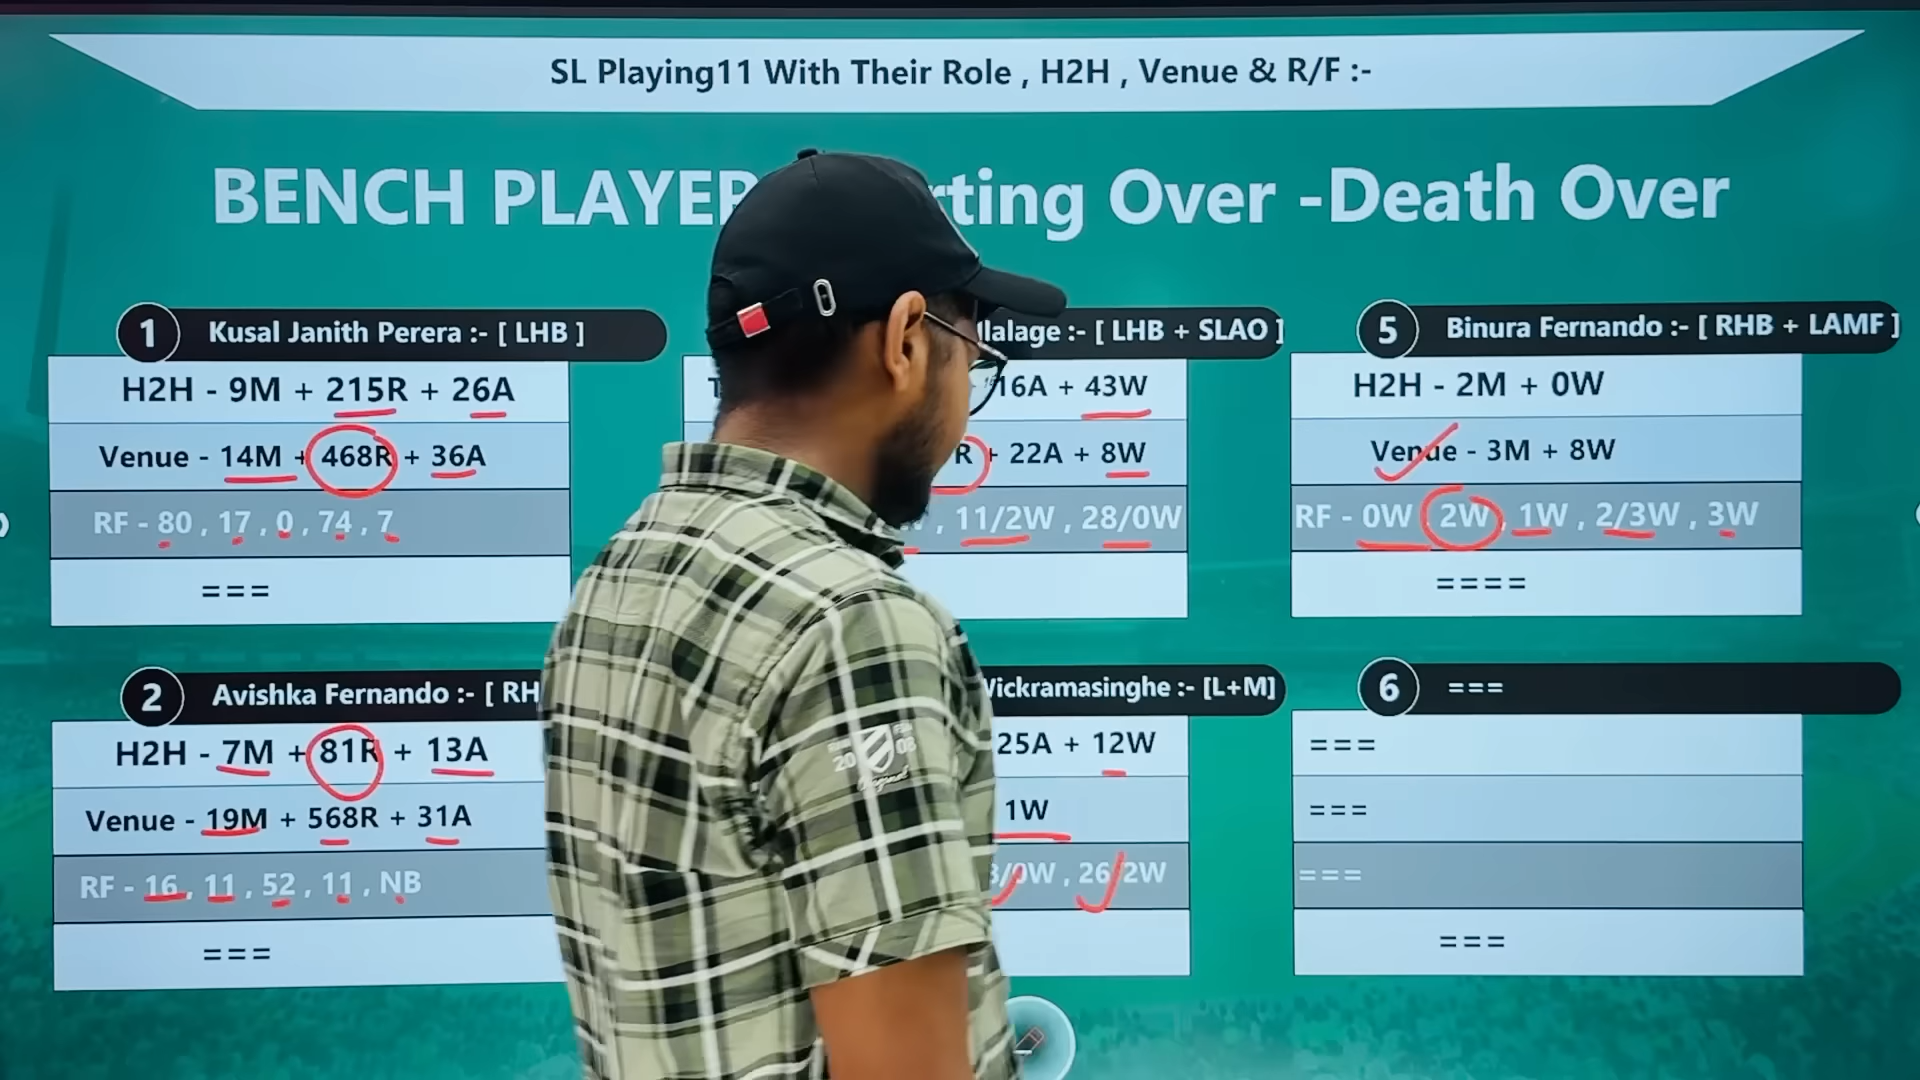 SL Playing11 With Their Role , H2H , Venue & R/F :-
BENCH PLAYER rting Over -Death Over
1 Kusal Janith Perera :- [ LHB ]
H2H - 9M + 215R + 26A
Venue - 14M + 468R + 36A
RF - 80 , 17 , 0 , 74 , 7
===
2 Avishka Fernando :- [ RH
H2H - 7M + 81R + 13A
Venue - 19M + 568R + 31A
RF - 16 , 11 , 52 , 11 , NB
===
lalage :- [ LHB + SLAO ]
16A + 43W
R + 22A + 8W
, 11/2W , 28/0W
Wickramasinghe :- [L+M]
25A + 12W
1W
/0W , 26/2W
5 Binura Fernando :- [ RHB + LAMF ]
H2H - 2M + 0W
Venue - 3M + 8W
RF - 0W , 2W , 1W , 2/3W , 3W
====
6 ===
===
===
===
===
20 08